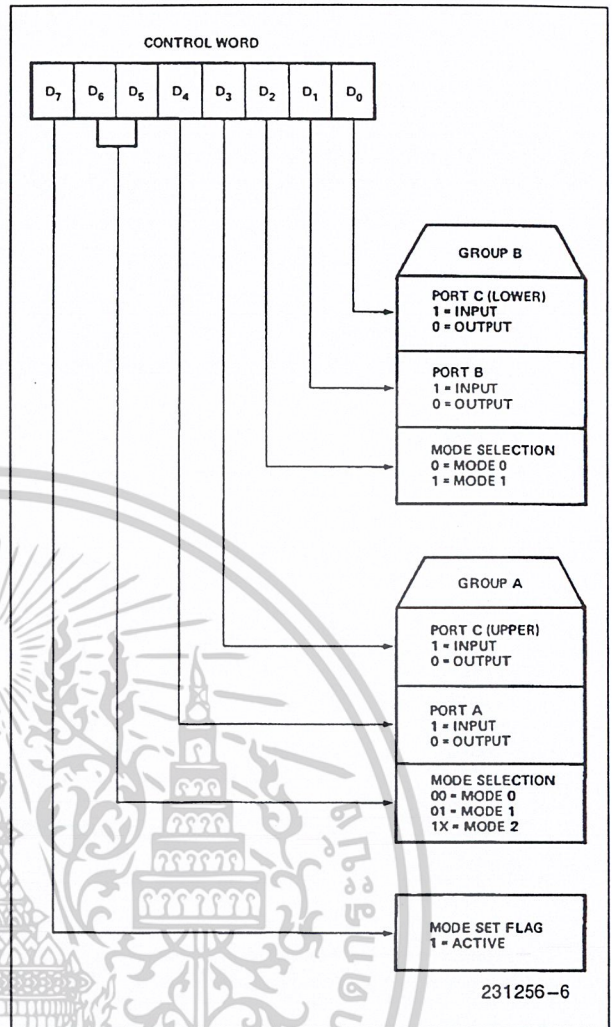 CONTROL WORD
D7 D6 D5 D4 D3 D2 D1 D0
GROUP B
PORT C (LOWER)
1 = INPUT
0 = OUTPUT
PORT B
1 = INPUT
0 = OUTPUT
MODE SELECTION
0 = MODE 0
1 = MODE 1
GROUP A
PORT C (UPPER)
1 = INPUT
0 = OUTPUT
PORT A
1 = INPUT
0 = OUTPUT
MODE SELECTION
00 = MODE 0
01 = MODE 1
1X = MODE 2
MODE SET FLAG
1 = ACTIVE
231256–6